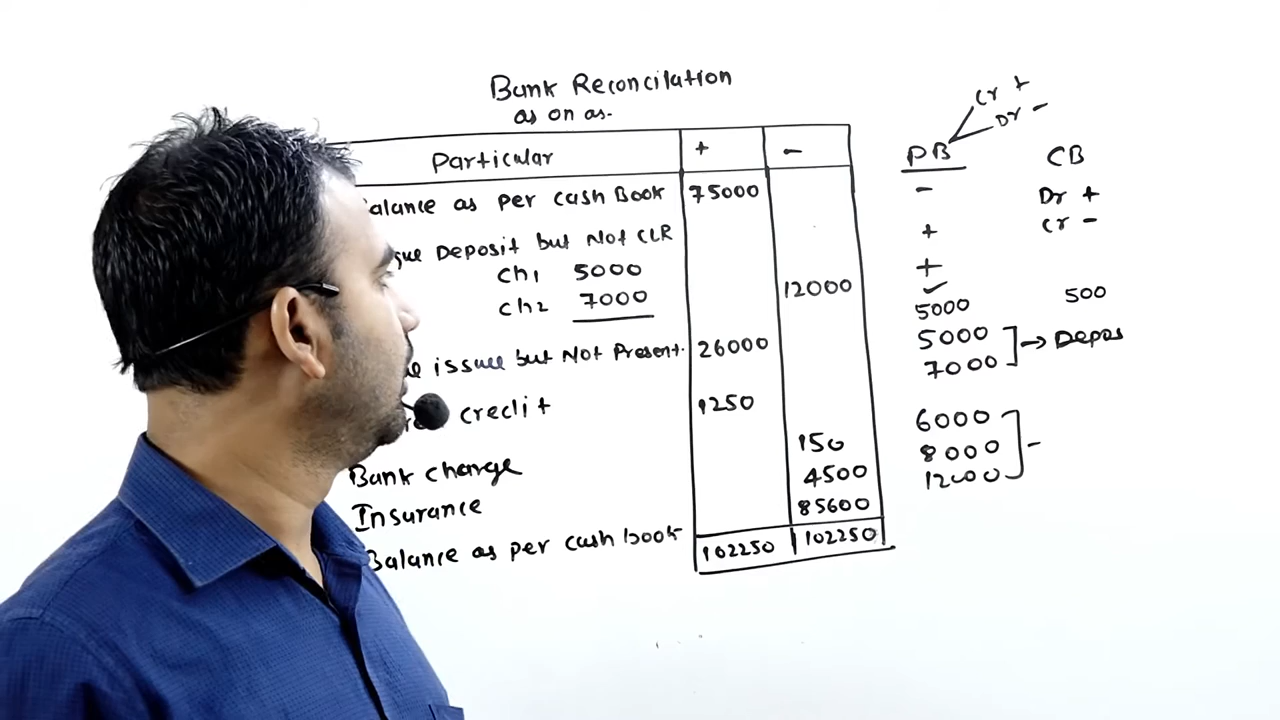 Bank Reconcilation
as on as.
Particular + -
Balance as per cash Book 75000
Deposit but Not CLR
Ch1 5000
Ch2 7000 12000
issue but Not Present. 26000
credit 1250
Bank charge 150
Insurance 4500
85600
Balance as per cash book 102250 102250
Cr +
Dr -
PB CB
- Dr +
+ Cr -
+
5000 500
5000
7000 → Depos
6000
8000 -
12000